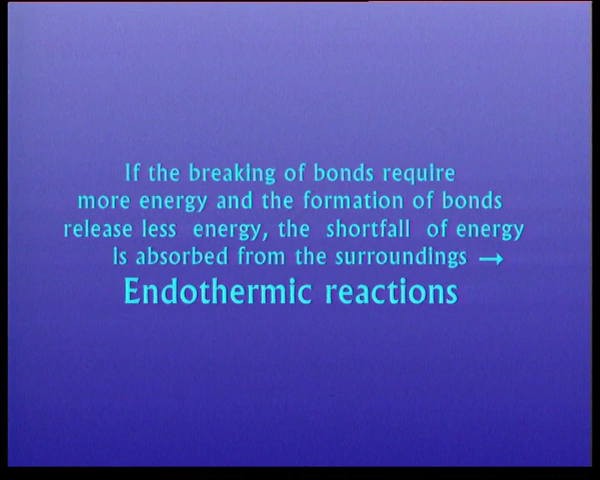 If the breaking of bonds require
more energy and the formation of bonds
release less energy, the shortfall of energy
is absorbed from the surroundings →
Endothermic reactions